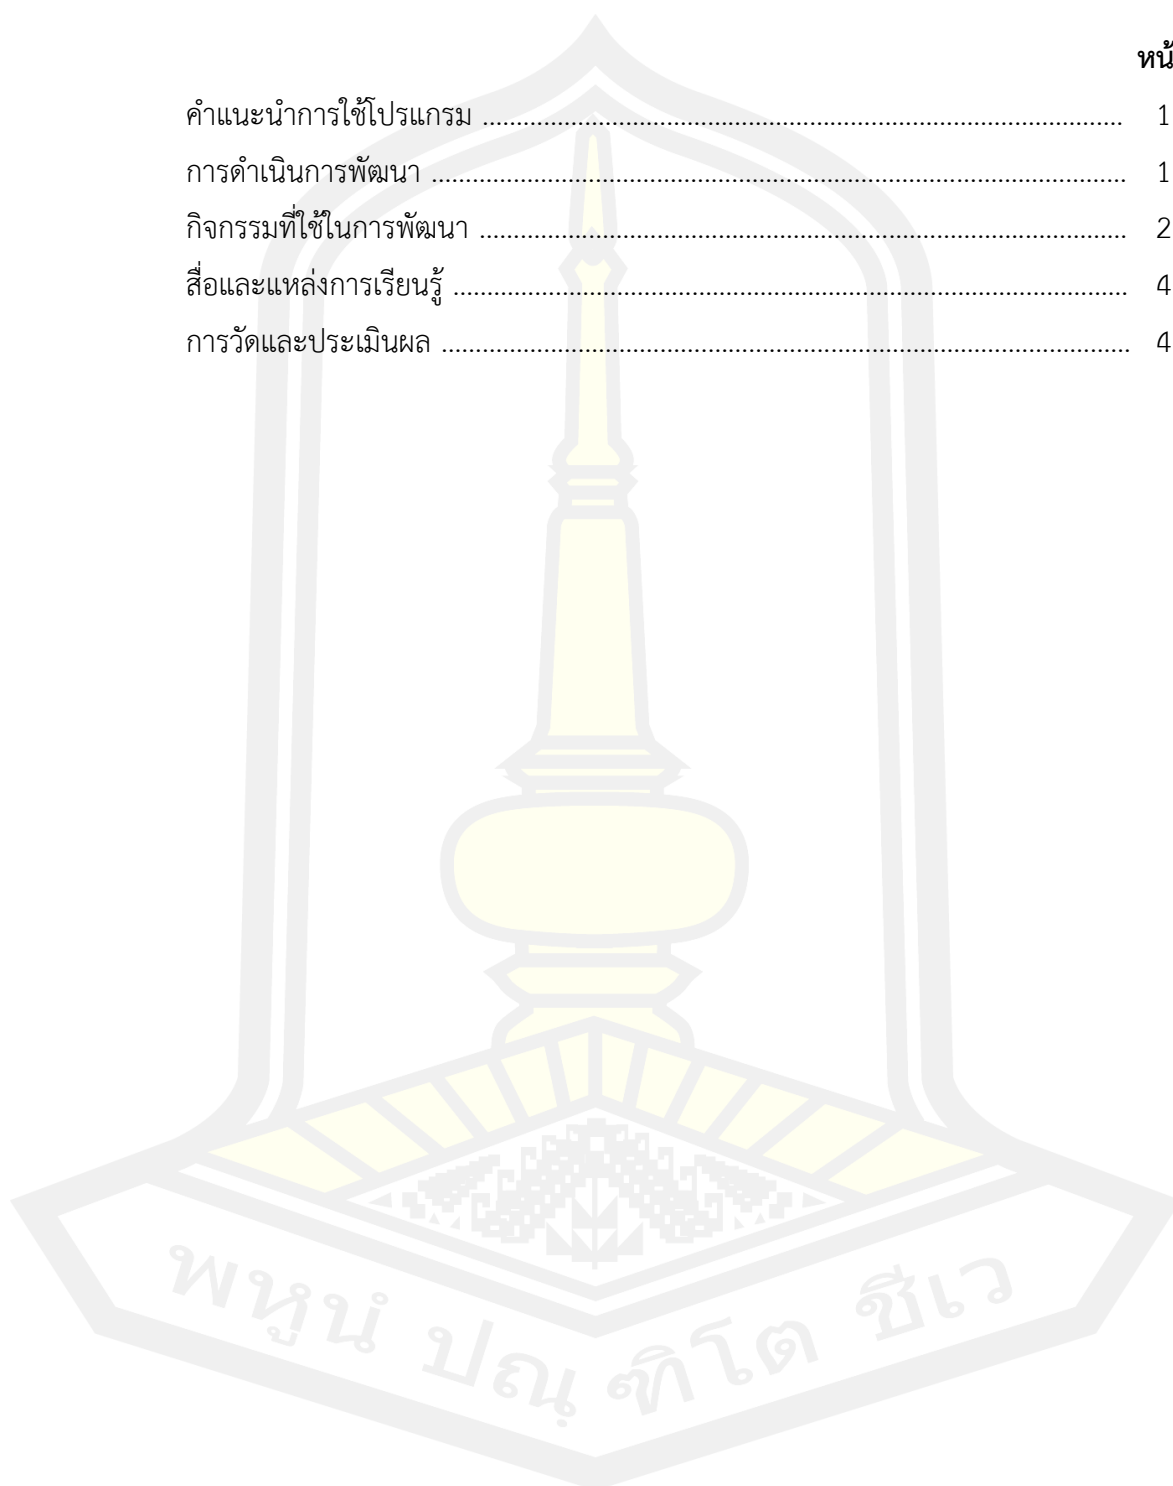 หน้
คำแนะนำการใช้โปรแกรม ............................................................................................... 1
การดำเนินการพัฒนา ....................................................................................................... 1
กิจกรรมที่ใช้ในการพัฒนา ................................................................................................ 2
สื่อและแหล่งการเรียนรู้ .................................................................................................... 4
การวัดและประเมินผล ...................................................................................................... 4
พหูนํ ปณฺฑิโต ชีเว